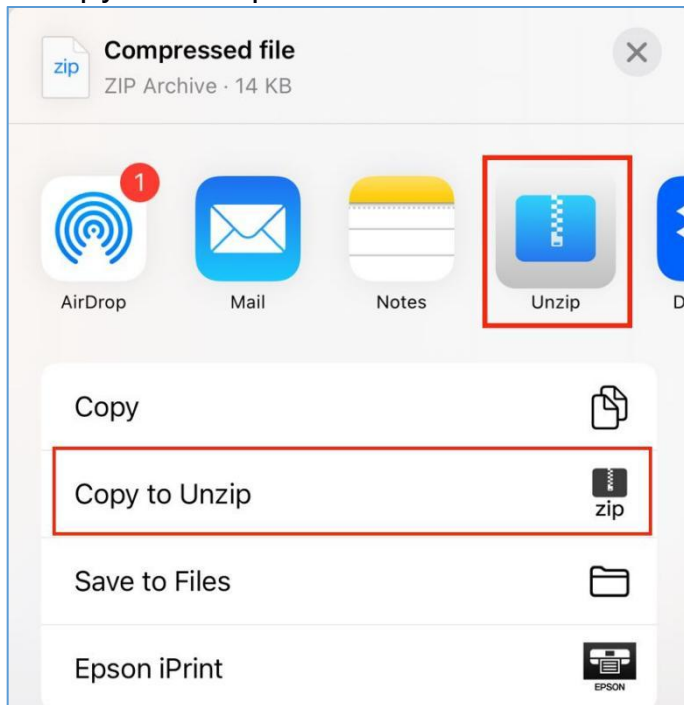 zip
Compressed file
ZIP Archive · 14 KB
1
AirDrop
Mail
Notes
Unzip
D
Copy
Copy to Unzip
zip
Save to Files
Epson iPrint
EPSON